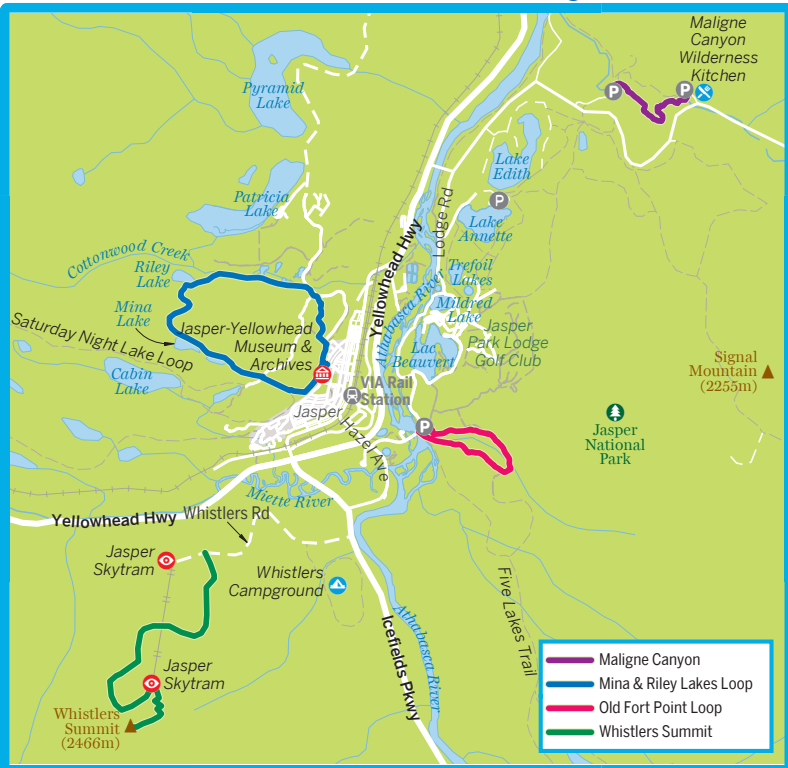 Maligne
Canyon
Wilderness
Kitchen
P
P
Pyramid
Lake
Lake
Edith
P
Patricia
Lake
Lake
Annette
Lodge Rd
Yellowhead Hwy
Cottonwood Creek
Riley
Lake
Trefoil
Lakes
Athabasca River
Mina
Lake
Mildred
Lake
Saturday Night Lake Loop
Jasper-Yellowhead
Museum &
Archives
Jasper
Park Lodge
Golf Club
Lac
Beauvert
Signal
Mountain
(2255m)
Cabin
Lake
VIA Rail
Station
Jasper
Hazel Ave
P
Jasper
National
Park
Miette River
Yellowhead Hwy
Whistlers Rd
Jasper
Skytram
Whistlers
Campground
Five Lakes Trail
Athabasca River
Icefields Pkwy
Jasper
Skytram
Whistlers
Summit
(2466m)
Maligne Canyon
Mina & Riley Lakes Loop
Old Fort Point Loop
Whistlers Summit